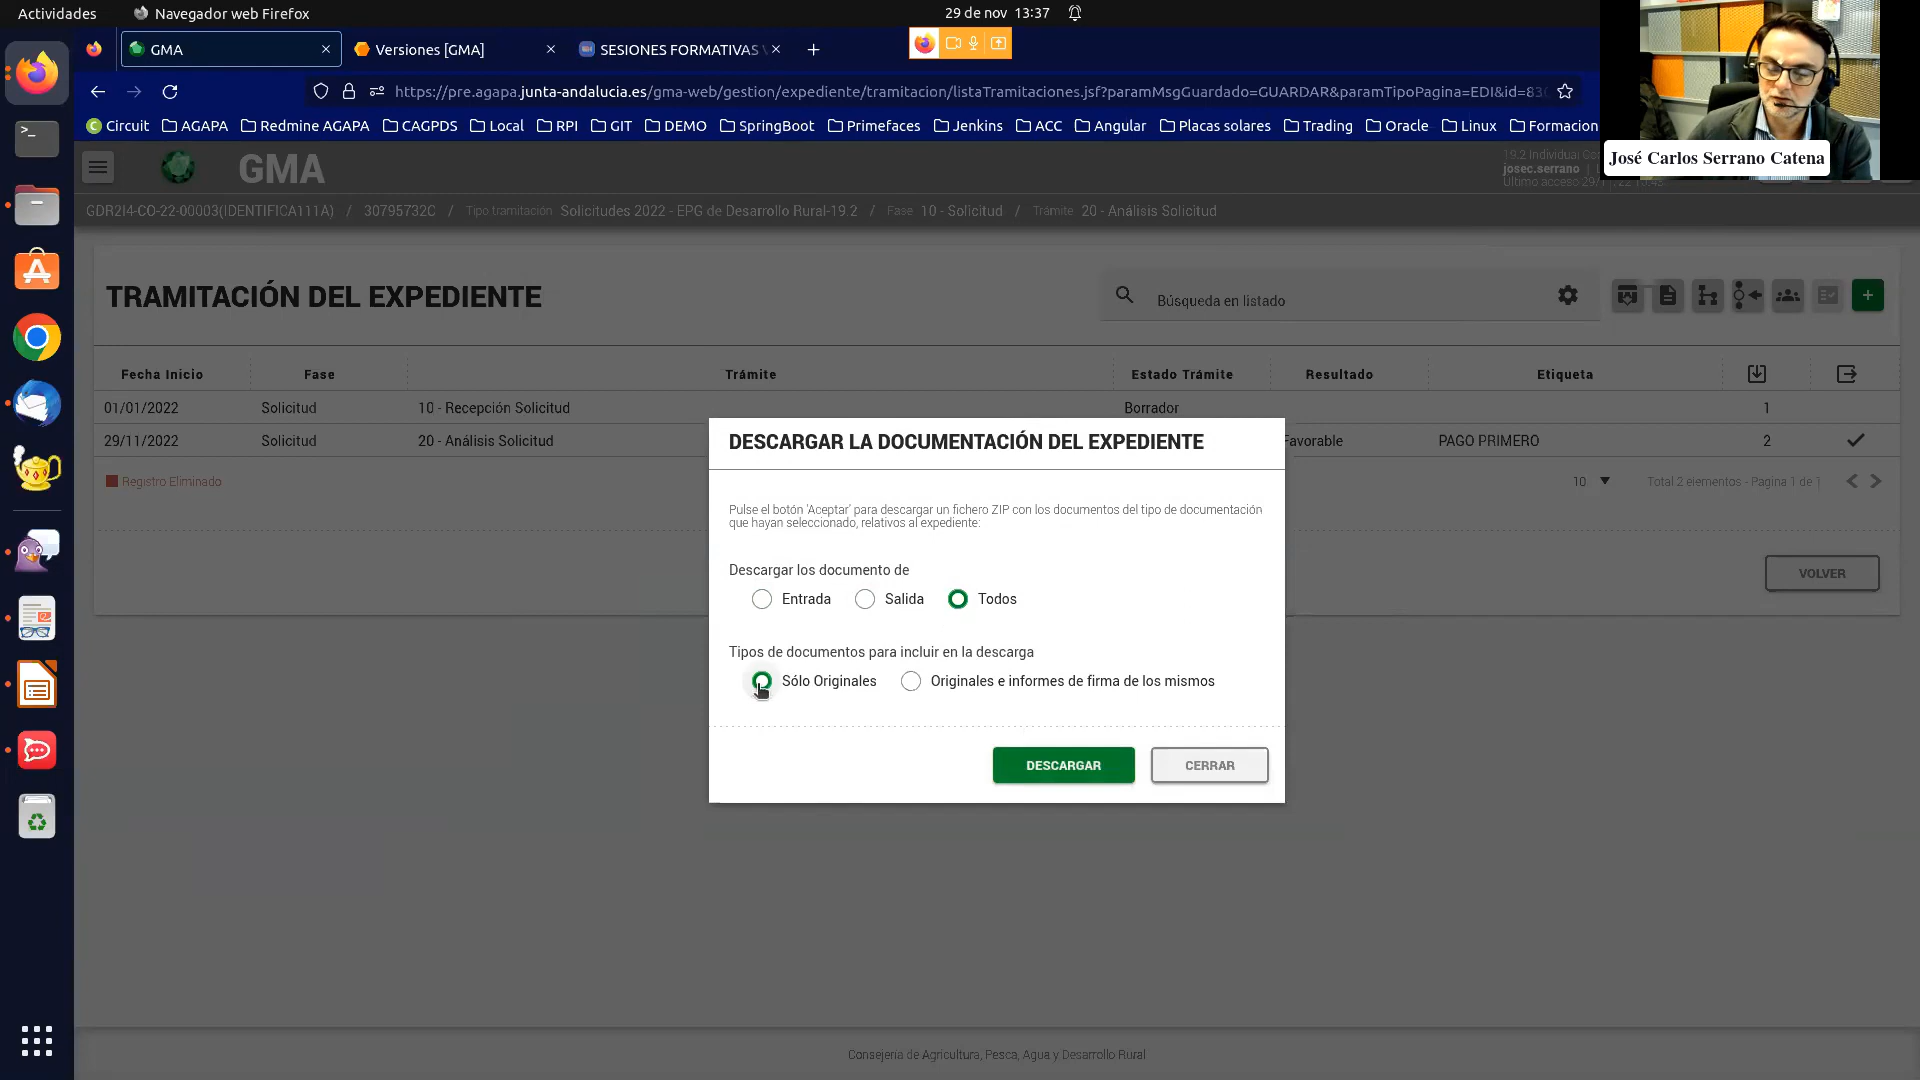 Actividades
Navegador web Firefox
29 de nov 13:37
GMA
Versiones [GMA]
SESIONES FORMATIVAS
https://pre.agapa.junta-andalucia.es/gma-web/gestion/expediente/tramitacion/listaTramitaciones.jsf?paramMsgGuardado=GUARDAR&paramTipoPagina=EDI&id=830
Circuit
AGAPA
Redmine AGAPA
CAGPDS
Local
RPI
GIT
DEMO
SpringBoot
Primefaces
Jenkins
ACC
Angular
Placas solares
Trading
Oracle
Linux
Formacion
José Carlos Serrano Catena
GMA
19.2 Individual
josec.serrano
Último acceso
GDR2I4-CO-22-00003(IDENTIFICA111A) / 30795732C / Tipo tramitación Solicitudes 2022 - EPG de Desarrollo Rural-19.2 / Fase 10 - Solicitud / Trámite 20 - Análisis Solicitud
TRAMITACIÓN DEL EXPEDIENTE
Búsqueda en listado
Fecha Inicio
Fase
Trámite
Estado Trámite
Resultado
Etiqueta
01/01/2022
Solicitud
10 - Recepción Solicitud
Borrador
1
29/11/2022
Solicitud
20 - Análisis Solicitud
Favorable
PAGO PRIMERO
2
Registro Eliminado
10
Total 2 elementos - Página 1 de 1
VOLVER
DESCARGAR LA DOCUMENTACIÓN DEL EXPEDIENTE
Pulse el botón 'Aceptar' para descargar un fichero ZIP con los documentos del tipo de documentación
que hayan seleccionado, relativos al expediente:
Descargar los documento de
Entrada
Salida
Todos
Tipos de documentos para incluir en la descarga
Sólo Originales
Originales e informes de firma de los mismos
DESCARGAR
CERRAR
Consejería de Agricultura, Pesca, Agua y Desarrollo Rural